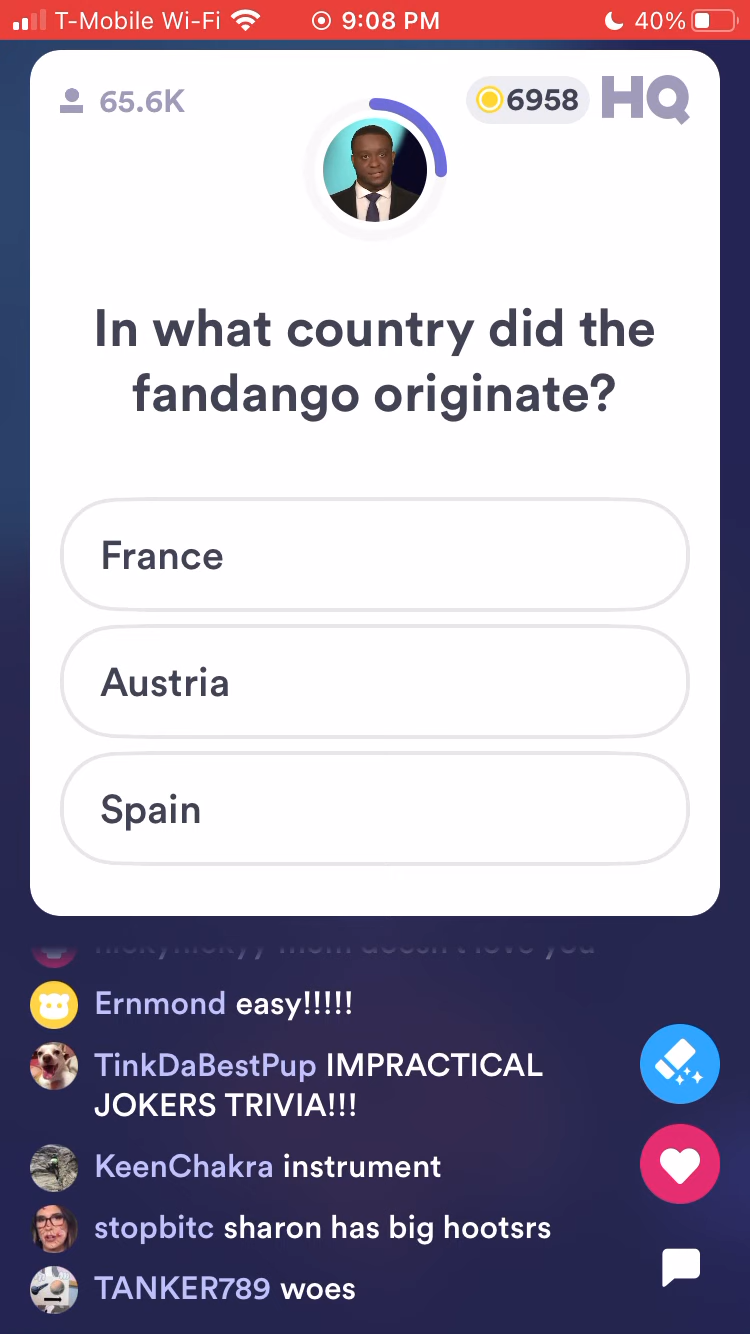 T-Mobile Wi-Fi 9:08 PM 40%
65.6K 6958 HQ
In what country did the
fandango originate?
France
Austria
Spain
Ernmond easy!!!!!
TinkDaBestPup IMPRACTICAL
JOKERS TRIVIA!!!
KeenChakra instrument
stopbitc sharon has big hootsrs
TANKER789 woes